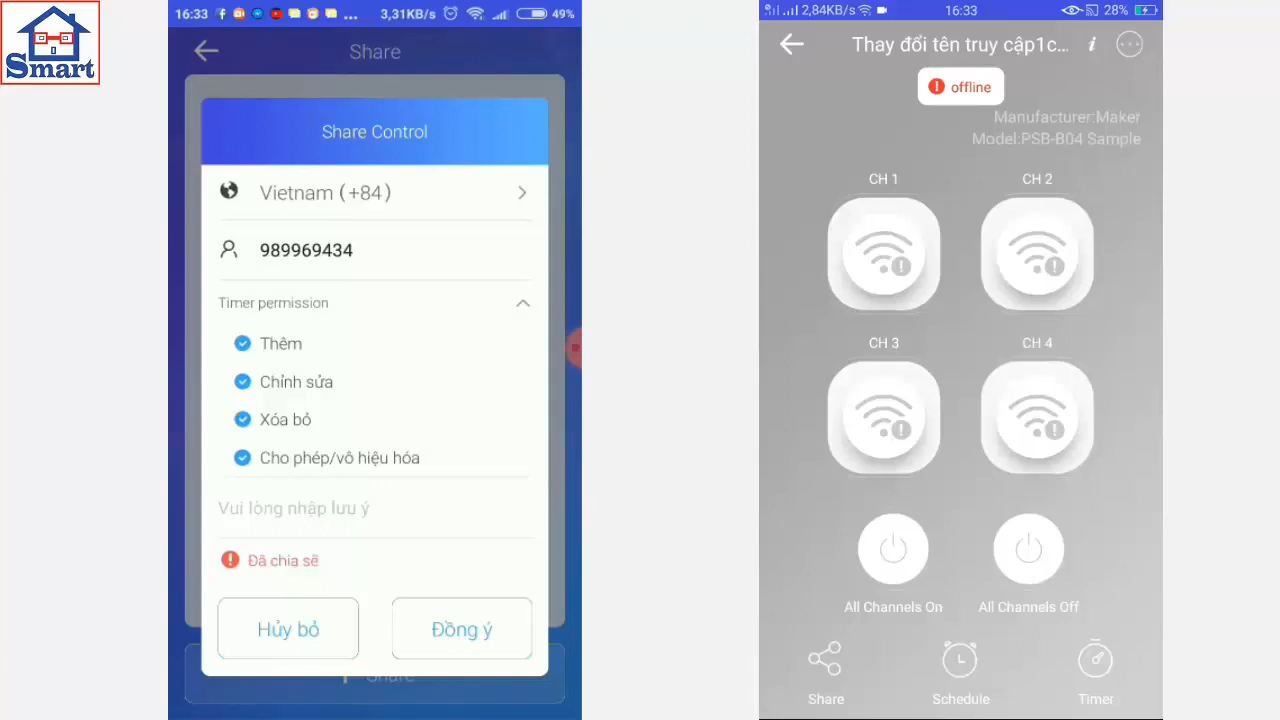 Smart
16:33 ... 3,31KB/s 49%
Share
Share Control
Vietnam (+84)
989969434
Timer permission
Thêm
Chỉnh sửa
Xóa bỏ
Cho phép/vô hiệu hóa
Vui lòng nhập lưu ý
Đã chia sẽ
Hủy bỏ Đồng ý
Share
2,84KB/s 16:33 28%
Thay đổi tên truy cập1c... i
offline
Manufacturer:Maker
Model:PSB-B04 Sample
CH 1 CH 2
CH 3 CH 4
All Channels On All Channels Off
Share Schedule Timer